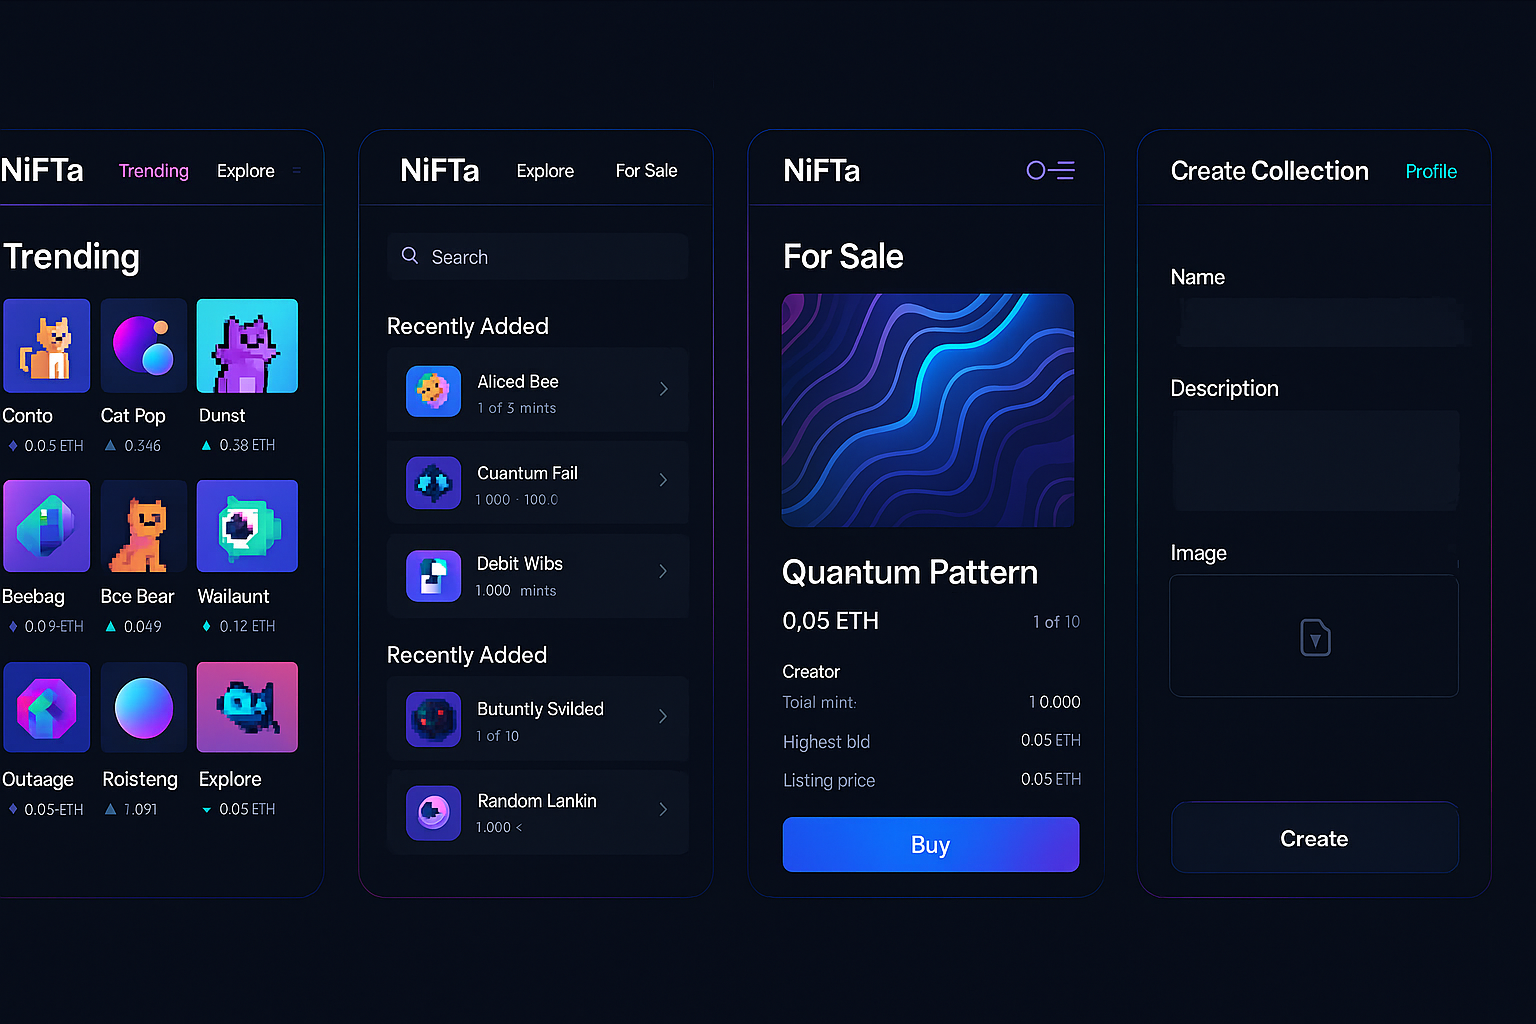 NiFTa Trending Explore
Trending
Conto Cat Pop Dunst
0.0.5 ETH 0.346 0.38 ETH
Beebag Bce Bear Wailaunt
0.09-ETH 0.049 0.12 ETH
Outaage Roisteng Explore
0.05-ETH 1.091 0.05 ETH
NiFTa Explore For Sale
Search
Recently Added
Aliced Bee
1 of 5 mints
Cuantum Fail
1 000 · 100.0
Debit Wibs
1.000 mints
Recently Added
Butuntly Svilded
1 of 10
Random Lankin
1.000 <
NiFTa
For Sale
Quantum Pattern
0,05 ETH 1 of 10
Creator
Toial mint: 1 0.000
Highest bld 0.05 ETH
Listing price 0.05 ETH
Buy
Create Collection Profile
Name
Description
Image
Create